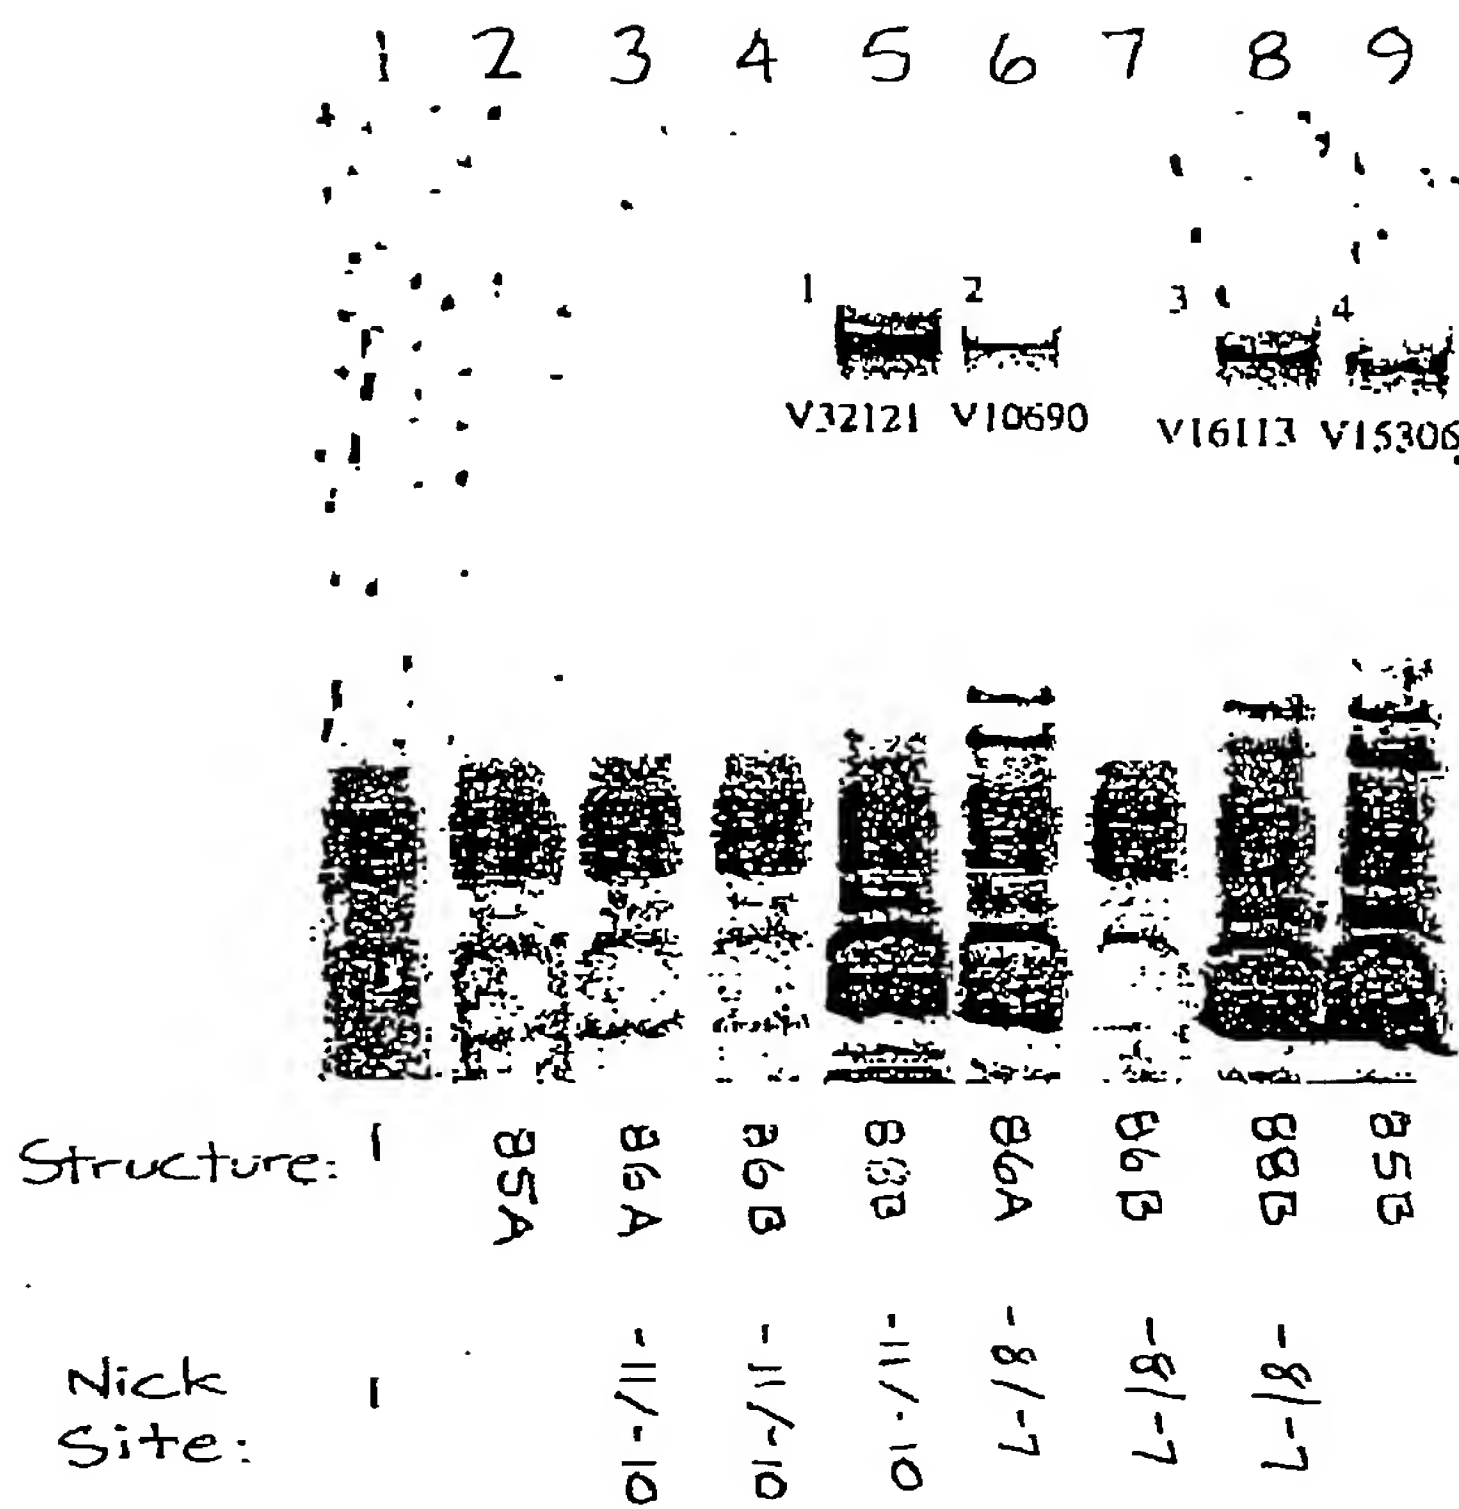 1 2 3 4 5 6 7 8 9
1 2 3 4
V32121 V10690 V16113 V15306
Structure: 1 85A 86A 86B 88B 86A 86B 88B 85B
Nick 1 -11/-10 -11/-10 -11/-10 -8/-7 -8/-7 -8/-7
Site: